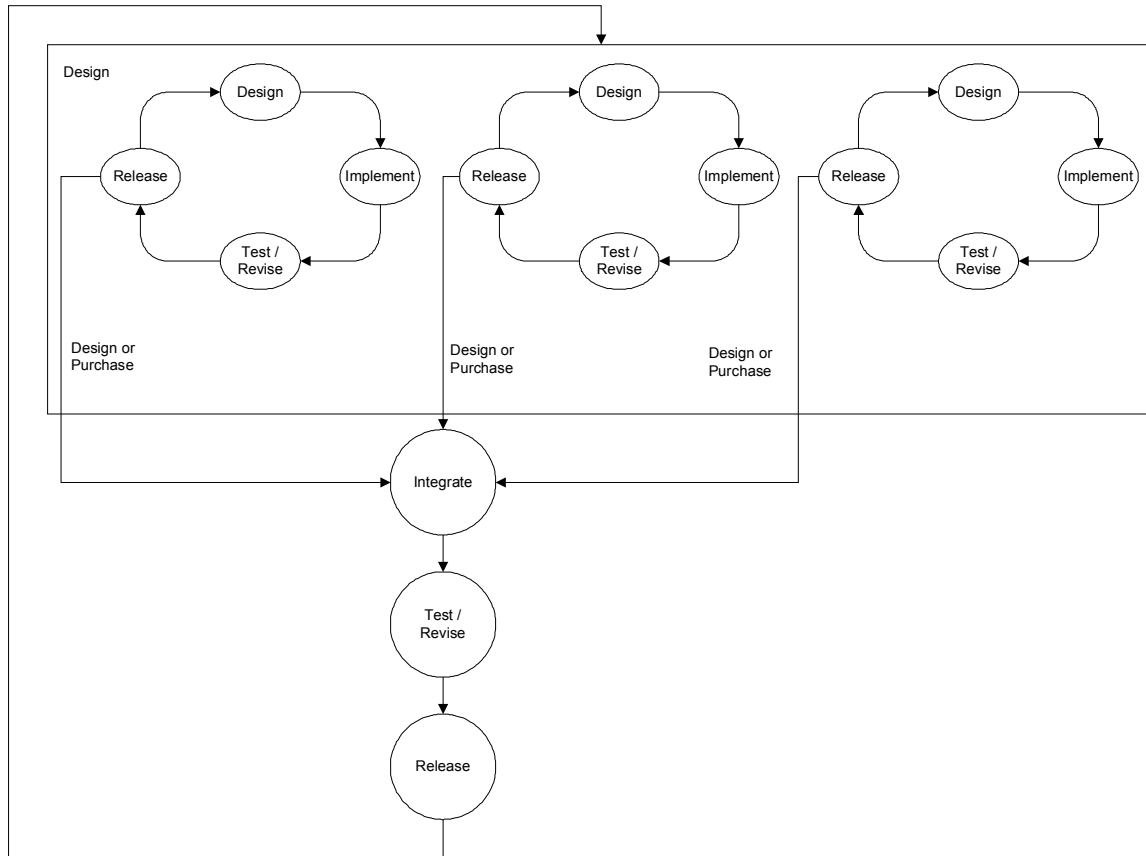 Design
Design
Design
Design
Release
Implement
Release
Implement
Release
Implement
Test /
Revise
Test /
Revise
Test /
Revise
Design or
Purchase
Design or
Purchase
Design or
Purchase
Integrate
Test /
Revise
Release